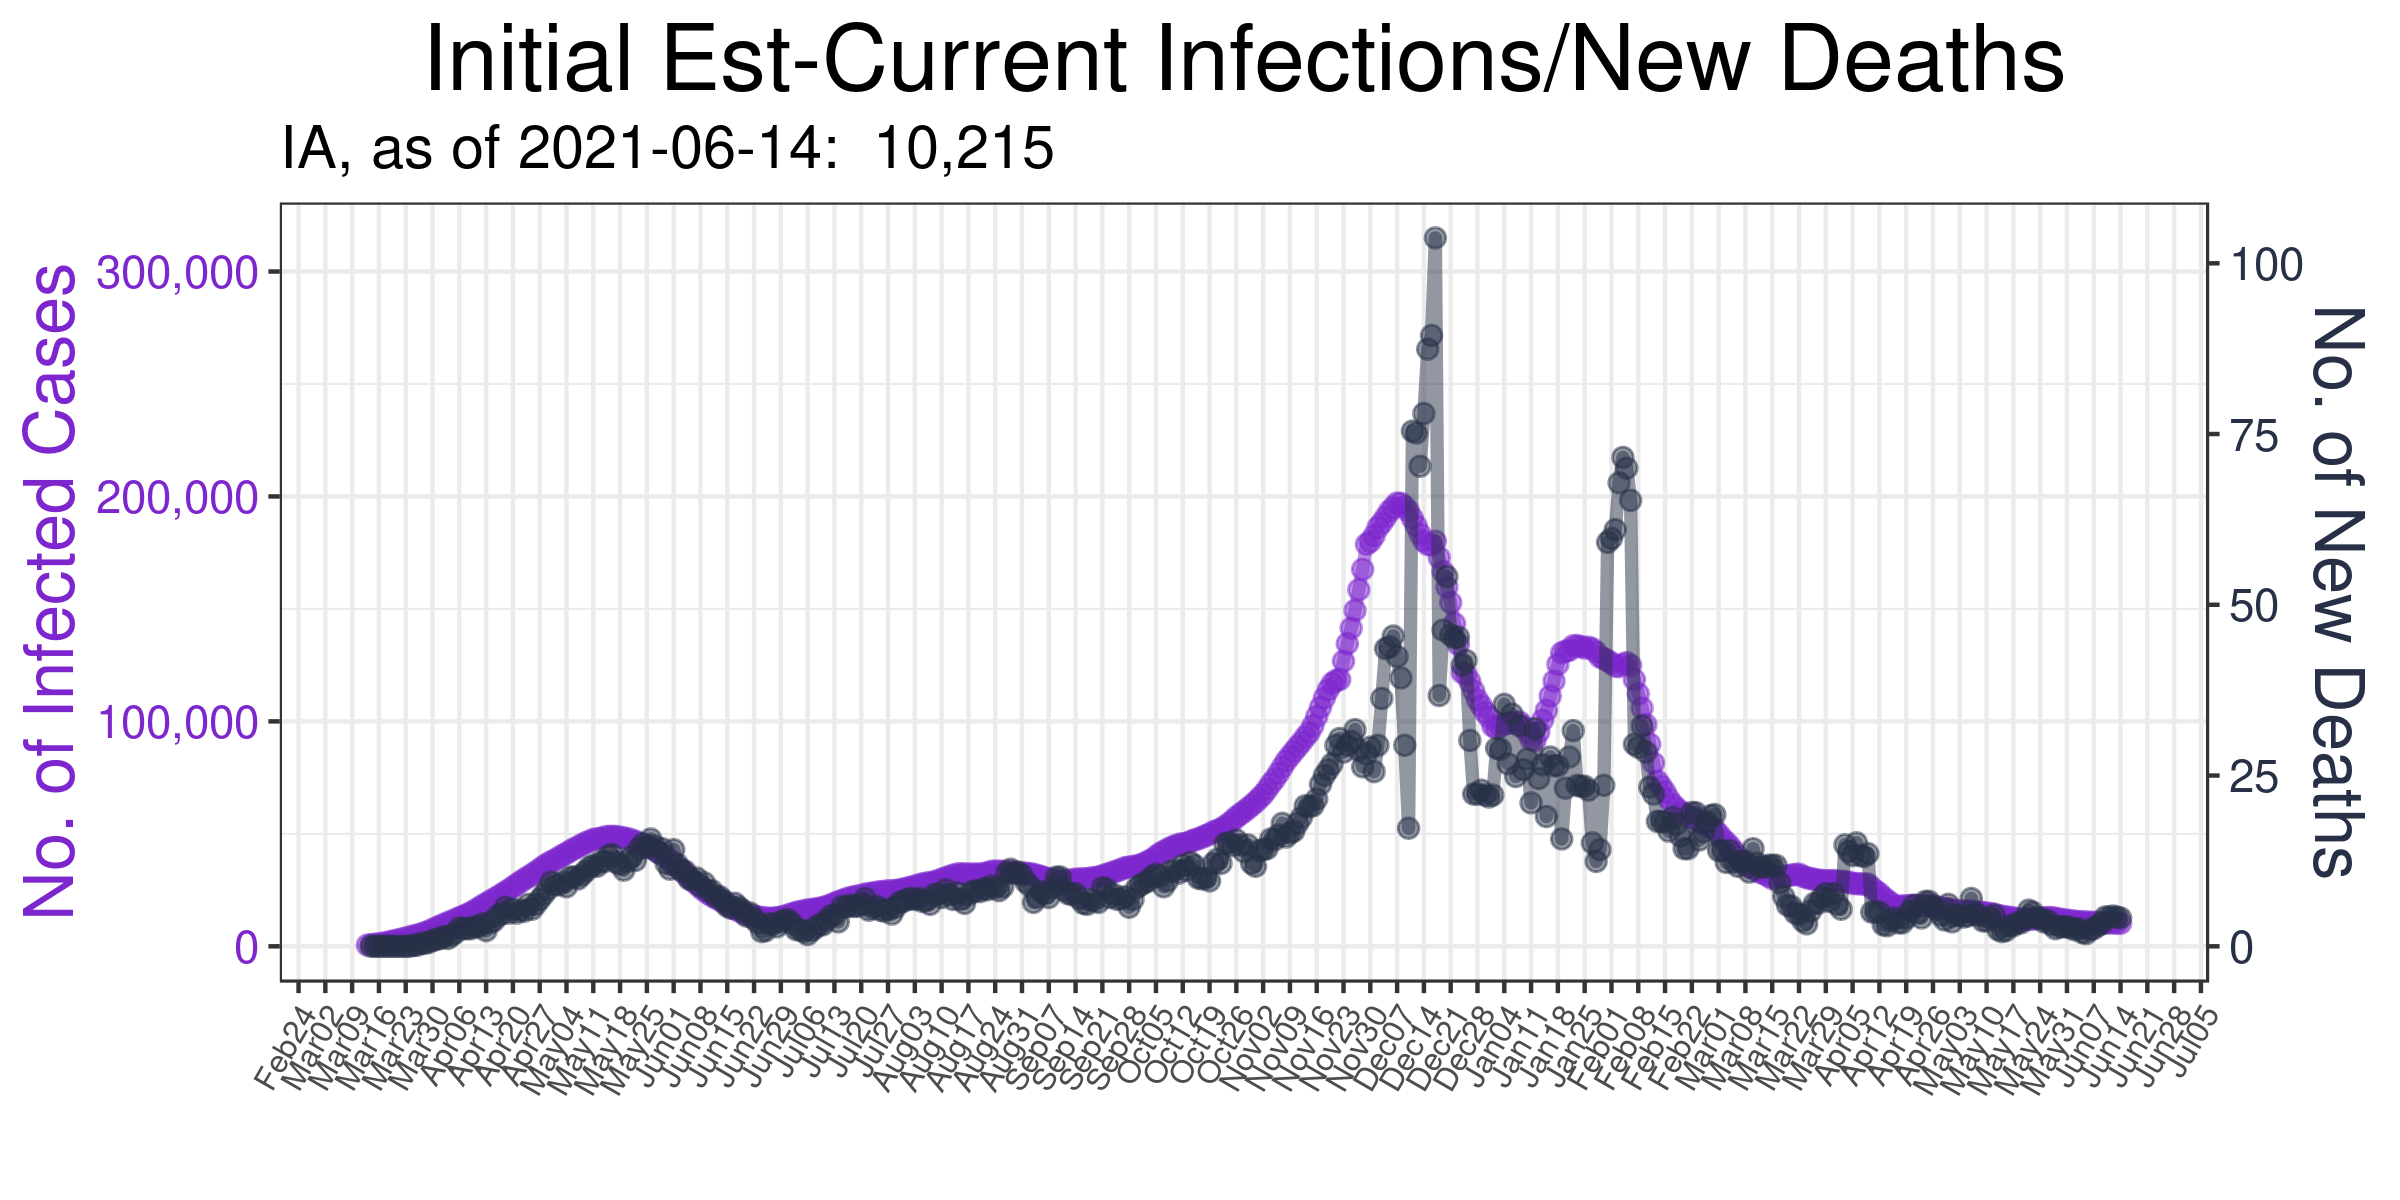 Initial Est-Current Infections/New Deaths
IA, as of 2021-06-14: 10,215
No. of Infected Cases
300,000
200,000
100,000
0
100
75
50
25
0
No. of New Deaths
Feb24
Mar02
Mar09
Mar16
Mar23
Mar30
Apr06
Apr13
Apr20
Apr27
May04
May11
May18
May25
Jun01
Jun08
Jun15
Jun22
Jun29
Jul06
Jul13
Jul20
Jul27
Aug03
Aug10
Aug17
Aug24
Aug31
Sep07
Sep14
Sep21
Sep28
Oct05
Oct12
Oct19
Oct26
Nov02
Nov09
Nov16
Nov23
Nov30
Dec07
Dec14
Dec21
Dec28
Jan04
Jan11
Jan18
Jan25
Feb01
Feb08
Feb15
Feb22
Mar01
Mar08
Mar15
Mar22
Mar29
Apr05
Apr12
Apr19
Apr26
May03
May10
May17
May24
May31
Jun07
Jun14
Jun21
Jun28
Jul05